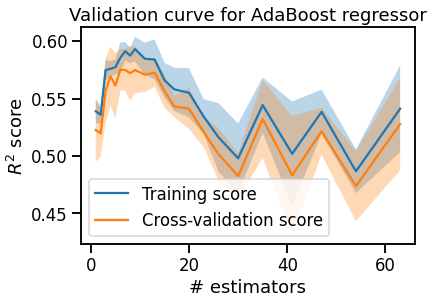 Validation curve for AdaBoost regressor
0.60
0.55
0.50
0.45
R² score
Training score
Cross-validation score
0 20 40 60
# estimators